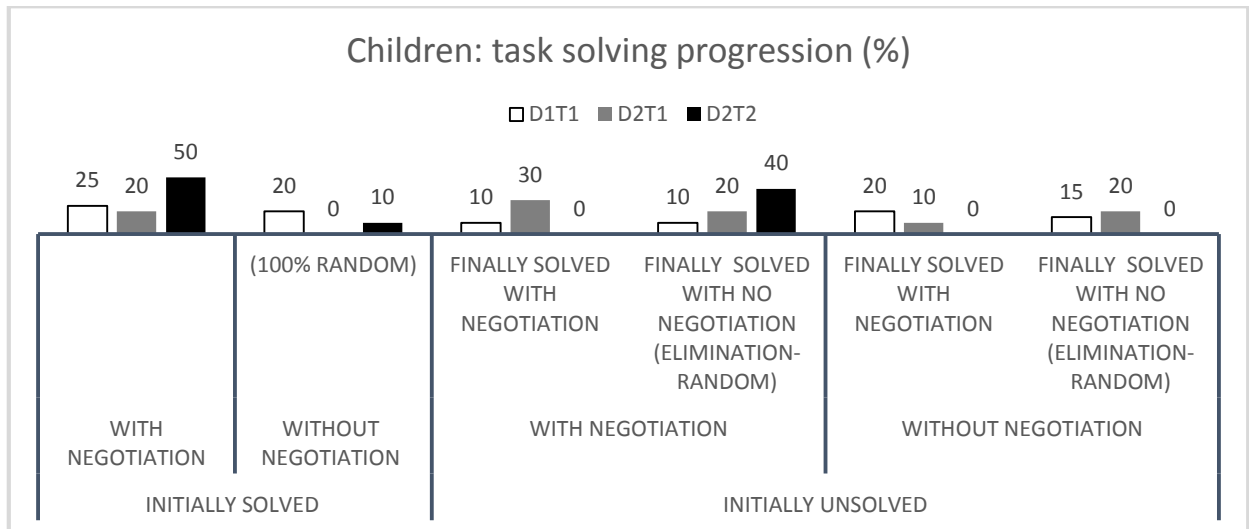 Children: task solving progression (%)
D1T1 D2T1 D2T2
25 20 50 20 0 10 10 30 0 10 20 40 20 10 0 15 20 0
(100% RANDOM)
FINALLY SOLVED
WITH
NEGOTIATION
FINALLY SOLVED
WITH NO
NEGOTIATION
(ELIMINATION-
RANDOM)
FINALLY SOLVED
WITH
NEGOTIATION
FINALLY SOLVED
WITH NO
NEGOTIATION
(ELIMINATION-
RANDOM)
WITH
NEGOTIATION
WITHOUT
NEGOTIATION
WITH NEGOTIATION
WITHOUT NEGOTIATION
INITIALLY SOLVED
INITIALLY UNSOLVED